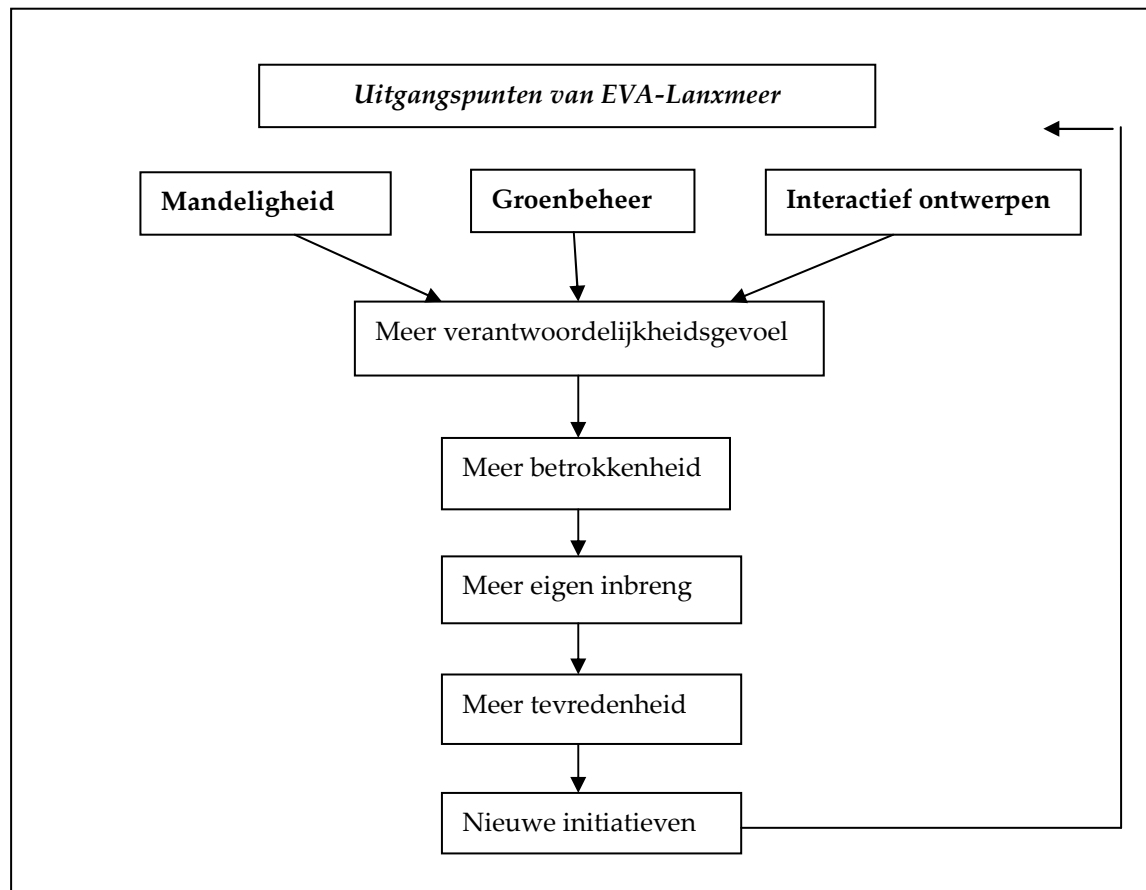 Uitgangspunten van EVA-Lanxmeer
Mandeligheid
Groenbeheer
Interactief ontwerpen
Meer verantwoordelijkheidsgevoel
Meer betrokkenheid
Meer eigen inbreng
Meer tevredenheid
Nieuwe initiatieven